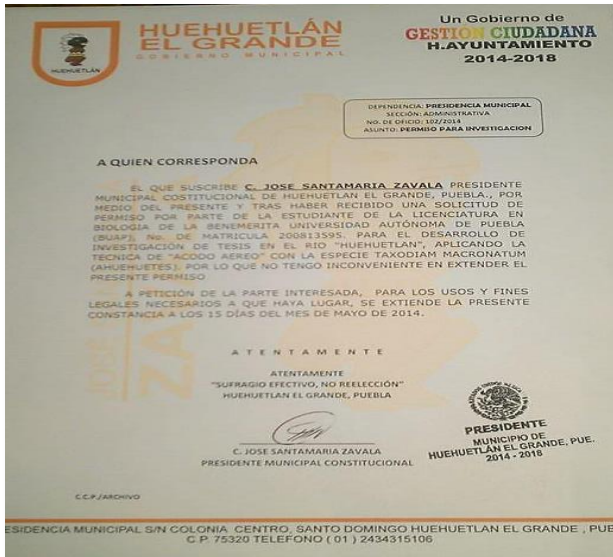 HUEHUETLÁN
EL GRANDE
GOBIERNO MUNICIPAL
HUEHUETLÁN
Un Gobierno de
GESTIÓN CIUDADANA
H.AYUNTAMIENTO
2014-2018
DEPENDENCIA: PRESIDENCIA MUNICIPAL
SECCIÓN: ADMINISTRATIVA
NO. DE OFICIO: 102/2014
ASUNTO: PERMISO PARA INVESTIGACION
A QUIEN CORRESPONDA
EL QUE SUSCRIBE C. JOSE SANTAMARIA ZAVALA PRESIDENTE
MUNICIPAL COSTITUCIONAL DE HUEHUETLAN EL GRANDE, PUEBLA., POR
MEDIO DEL PRESENTE Y TRAS HABER RECIBIDO UNA SOLICITUD DE
PERMISO POR PARTE DE LA ESTUDIANTE DE LA LICENCIATURA EN
BIOLOGIA DE LA BENEMERITA UNIVERSIDAD AUTÓNOMA DE PUEBLA
(BUAP), No. DE MATRICULA 200813595. PARA EL DESARROLLO DE
INVESTIGACIÓN DE TESIS EN EL RIO "HUEHUETLAN", APLICANDO LA
TECNICA DE "ACODO AEREO" CON LA ESPECIE TAXODIAM MACRONATUM
(AHUEHUETES). POR LO QUE NO TENGO INCONVENIENTE EN EXTENDER EL
PRESENTE PERMISO
A PETICIÓN DE LA PARTE INTERESADA, PARA LOS USOS Y FINES
LEGALES NECESARIOS A QUE HAYA LUGAR, SE EXTIENDE LA PRESENTE
CONSTANCIA A LOS 15 DÍAS DEL MES DE MAYO DE 2014.
ATENTAMENTE
ATENTAMENTE
"SUFRAGIO EFECTIVO, NO REELECCIÓN"
HUEHUETLAN EL GRANDE, PUEBLA
C. JOSE SANTAMARIA ZAVALA
PRESIDENTE MUNICIPAL CONSTITUCIONAL
PRESIDENTE
MUNICIPIO DE
HUEHUETLÁN EL GRANDE, PUE.
2014 - 2018
C.C.P./ARCHIVO
ESIDENCIA MUNICIPAL S/N COLONIA CENTRO, SANTO DOMINGO HUEHUETLAN EL GRANDE , PUE
C.P. 75320 TELEFONO ( 01 ) 2434315106